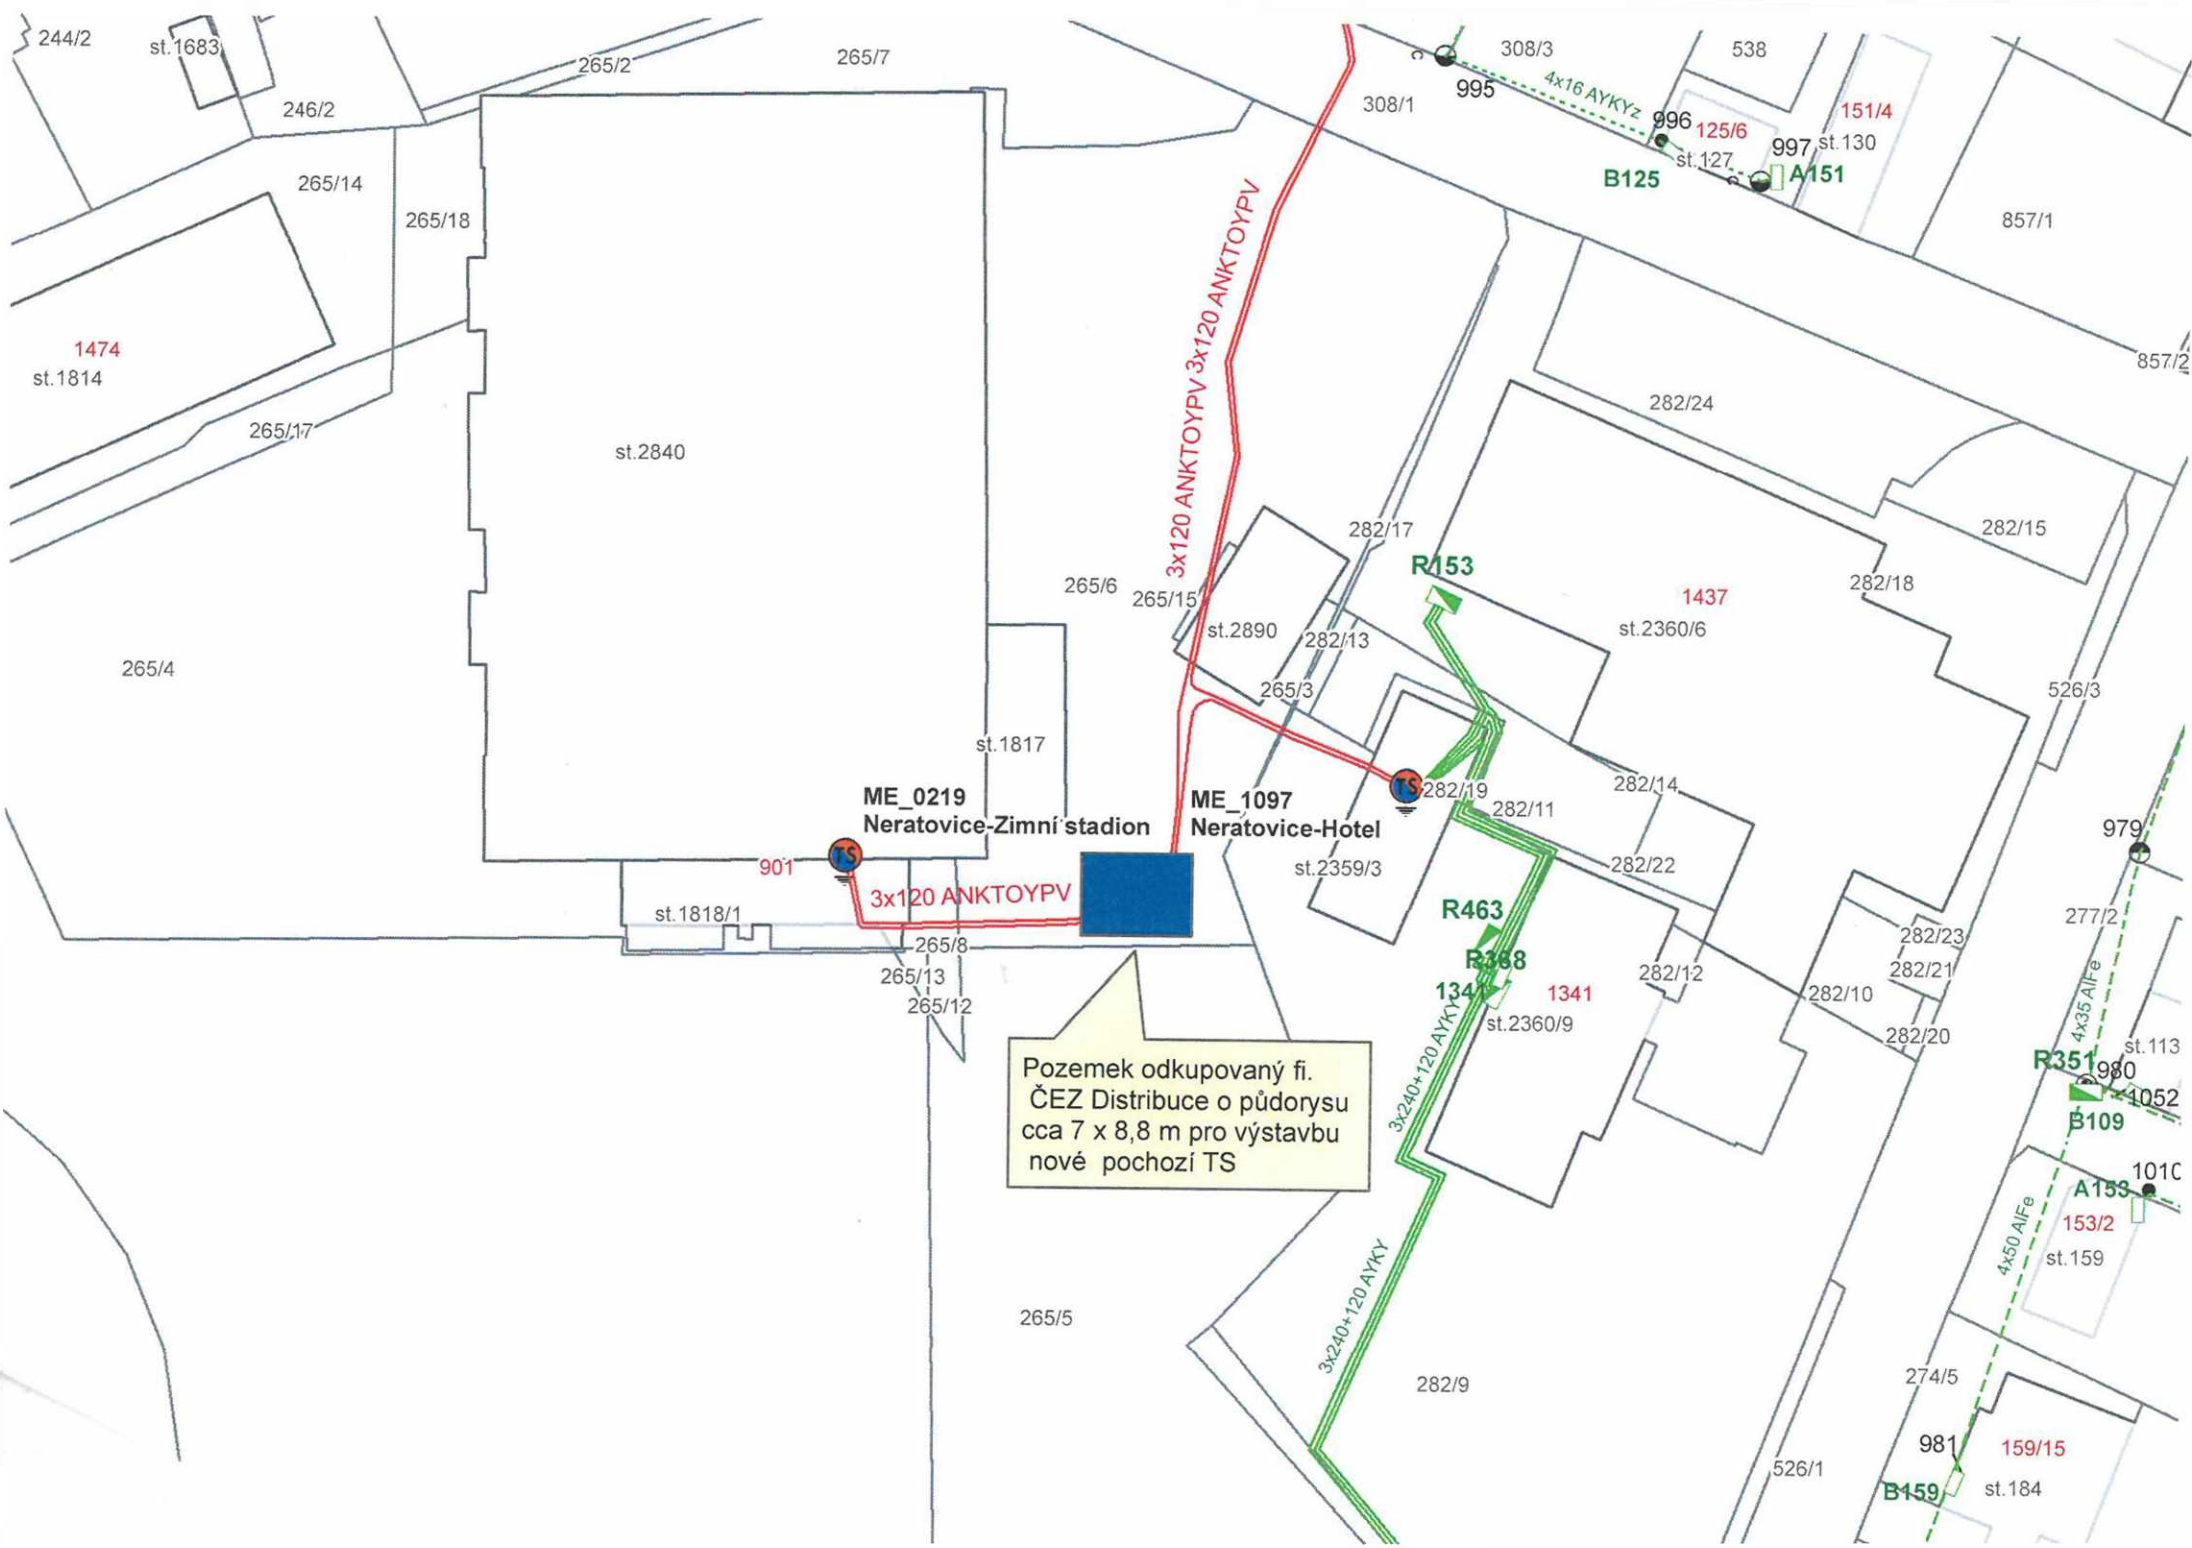 244/2
st.1683
265/2
265/7
308/3
538
995
4x16 AYKYz
308/1
246/2
996
125/6
151/4
997
st.130
st.127
B125
A151
265/14
265/18
857/1
3x120 ANKTOYPV
1474
st.1814
857/2
3x120 ANKTOYPV
282/24
265/17
st.2840
282/17
282/15
R153
265/6
265/15
1437
282/18
st.2890
282/13
st.2360/6
265/4
265/3
526/3
st.1817
282/14
TS
282/19
282/11
ME_0219
Neratovice-Zimní stadion
ME_1097
Neratovice-Hotel
979
TS
901
st.2359/3
282/22
3x120 ANKTOYPV
st.1818/1
R463
277/2
265/8
282/23
R368
265/13
282/21
282/12
1341
1341
265/12
282/10
st.2360/9
282/20
4x35 AlFe
st.113
3x240+120 AYKY
Pozemek odkupovaný fi.
ČEZ Distribuce o půdorysu
cca 7 x 8,8 m pro výstavbu
nové pochozí TS
R351
980
1052
B109
1010
A153
153/2
st.159
4x50 AlFe
3x240+120 AYKY
265/5
282/9
274/5
981
159/15
526/1
B159
st.184